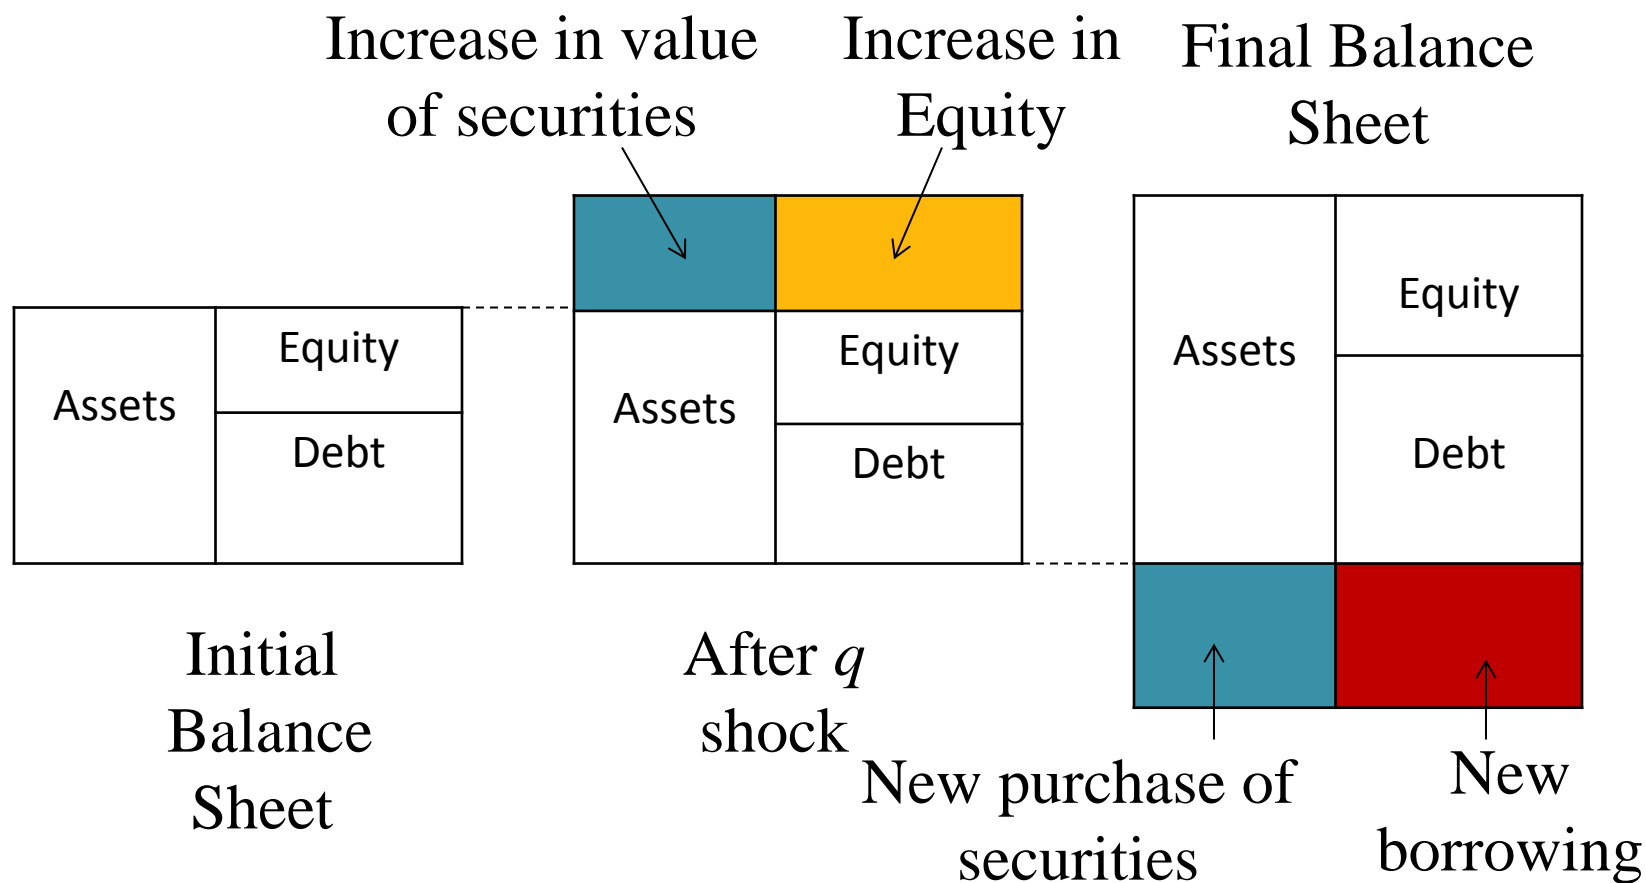 Increase in value
of securities
Increase in
Equity
Final Balance
Sheet
Assets
Equity
Debt
Assets
Equity
Debt
Assets
Equity
Debt
Initial
Balance
Sheet
After q
shock
New purchase of
securities
New
borrowing